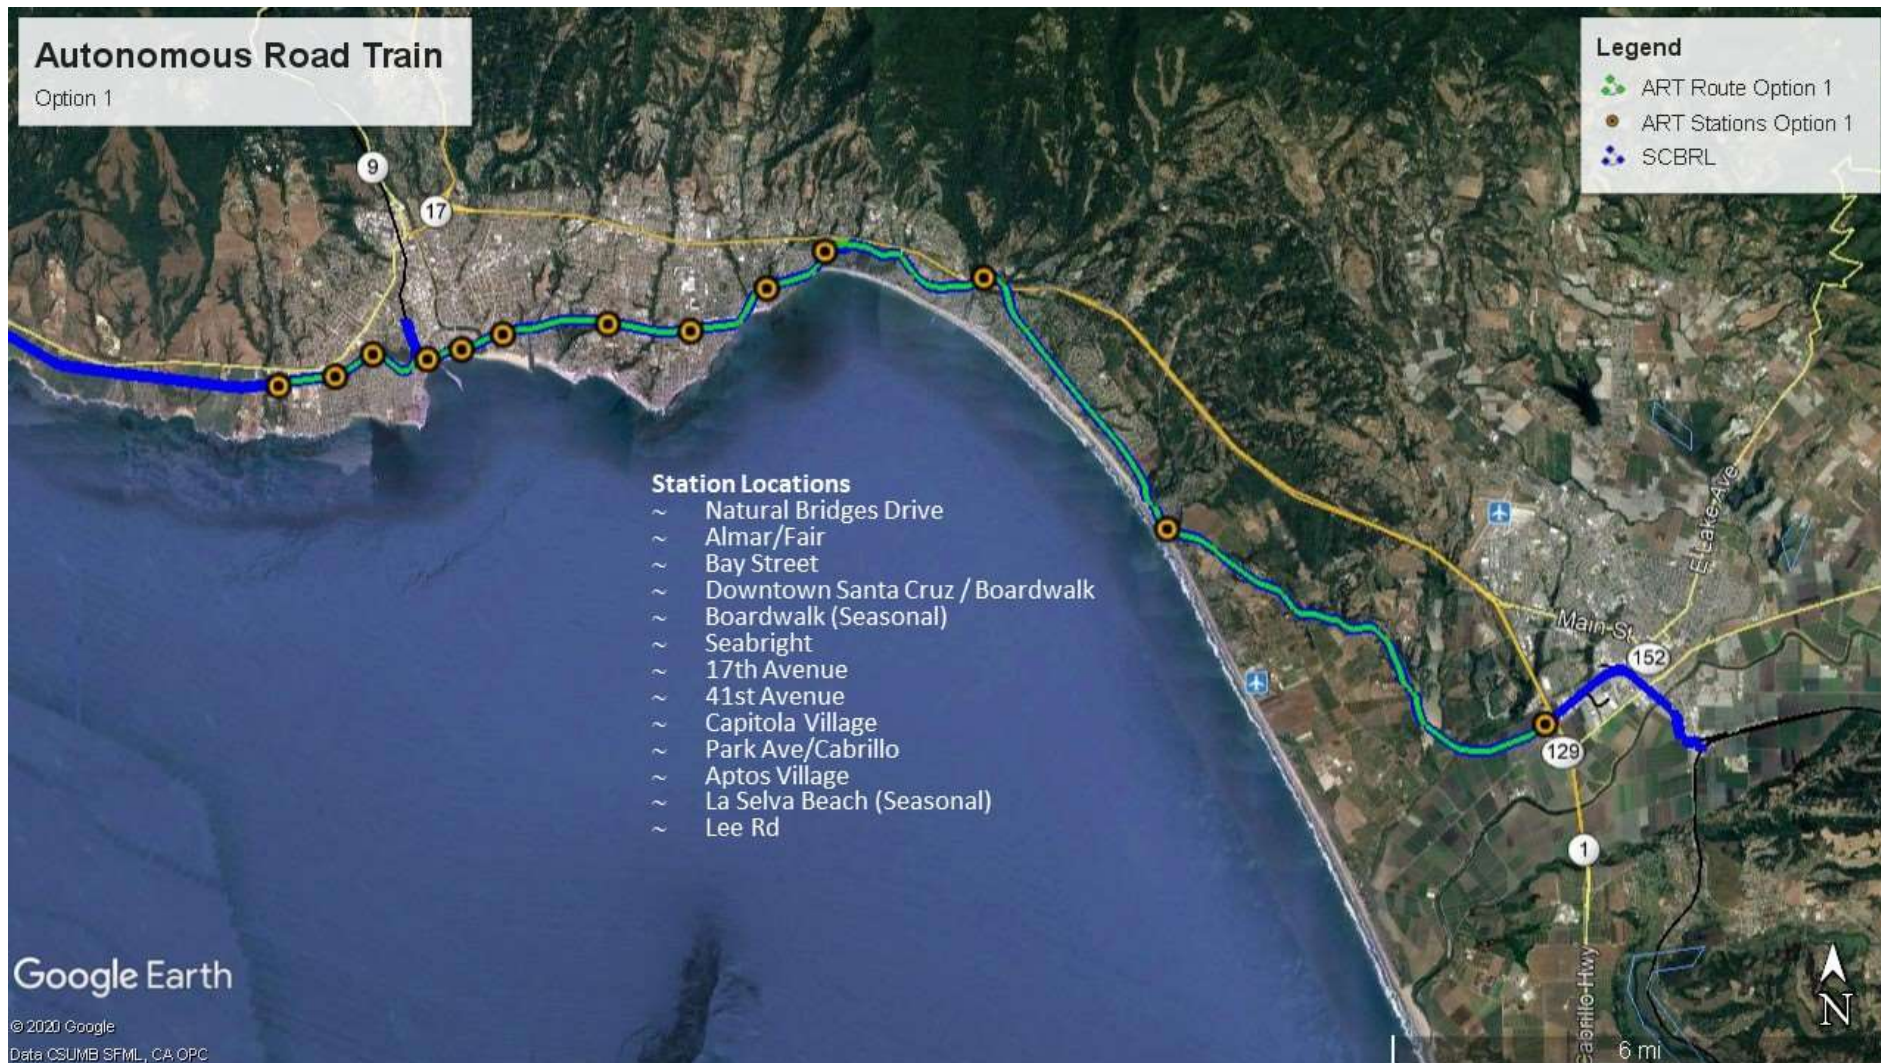 Autonomous Road Train
Option 1
Legend
ART Route Option 1
ART Stations Option 1
SCBRL
9
17
Station Locations
~ Natural Bridges Drive
~ Almar/Fair
~ Bay Street
~ Downtown Santa Cruz / Boardwalk
~ Boardwalk (Seasonal)
~ Seabright
~ 17th Avenue
~ 41st Avenue
~ Capitola Village
~ Park Ave/Cabrillo
~ Aptos Village
~ La Selva Beach (Seasonal)
~ Lee Rd
E Lake Ave
Main St
152
129
1
Cabrillo Hwy
Google Earth
© 2020 Google
Data CSUMB SFML, CA OPC
N
6 mi